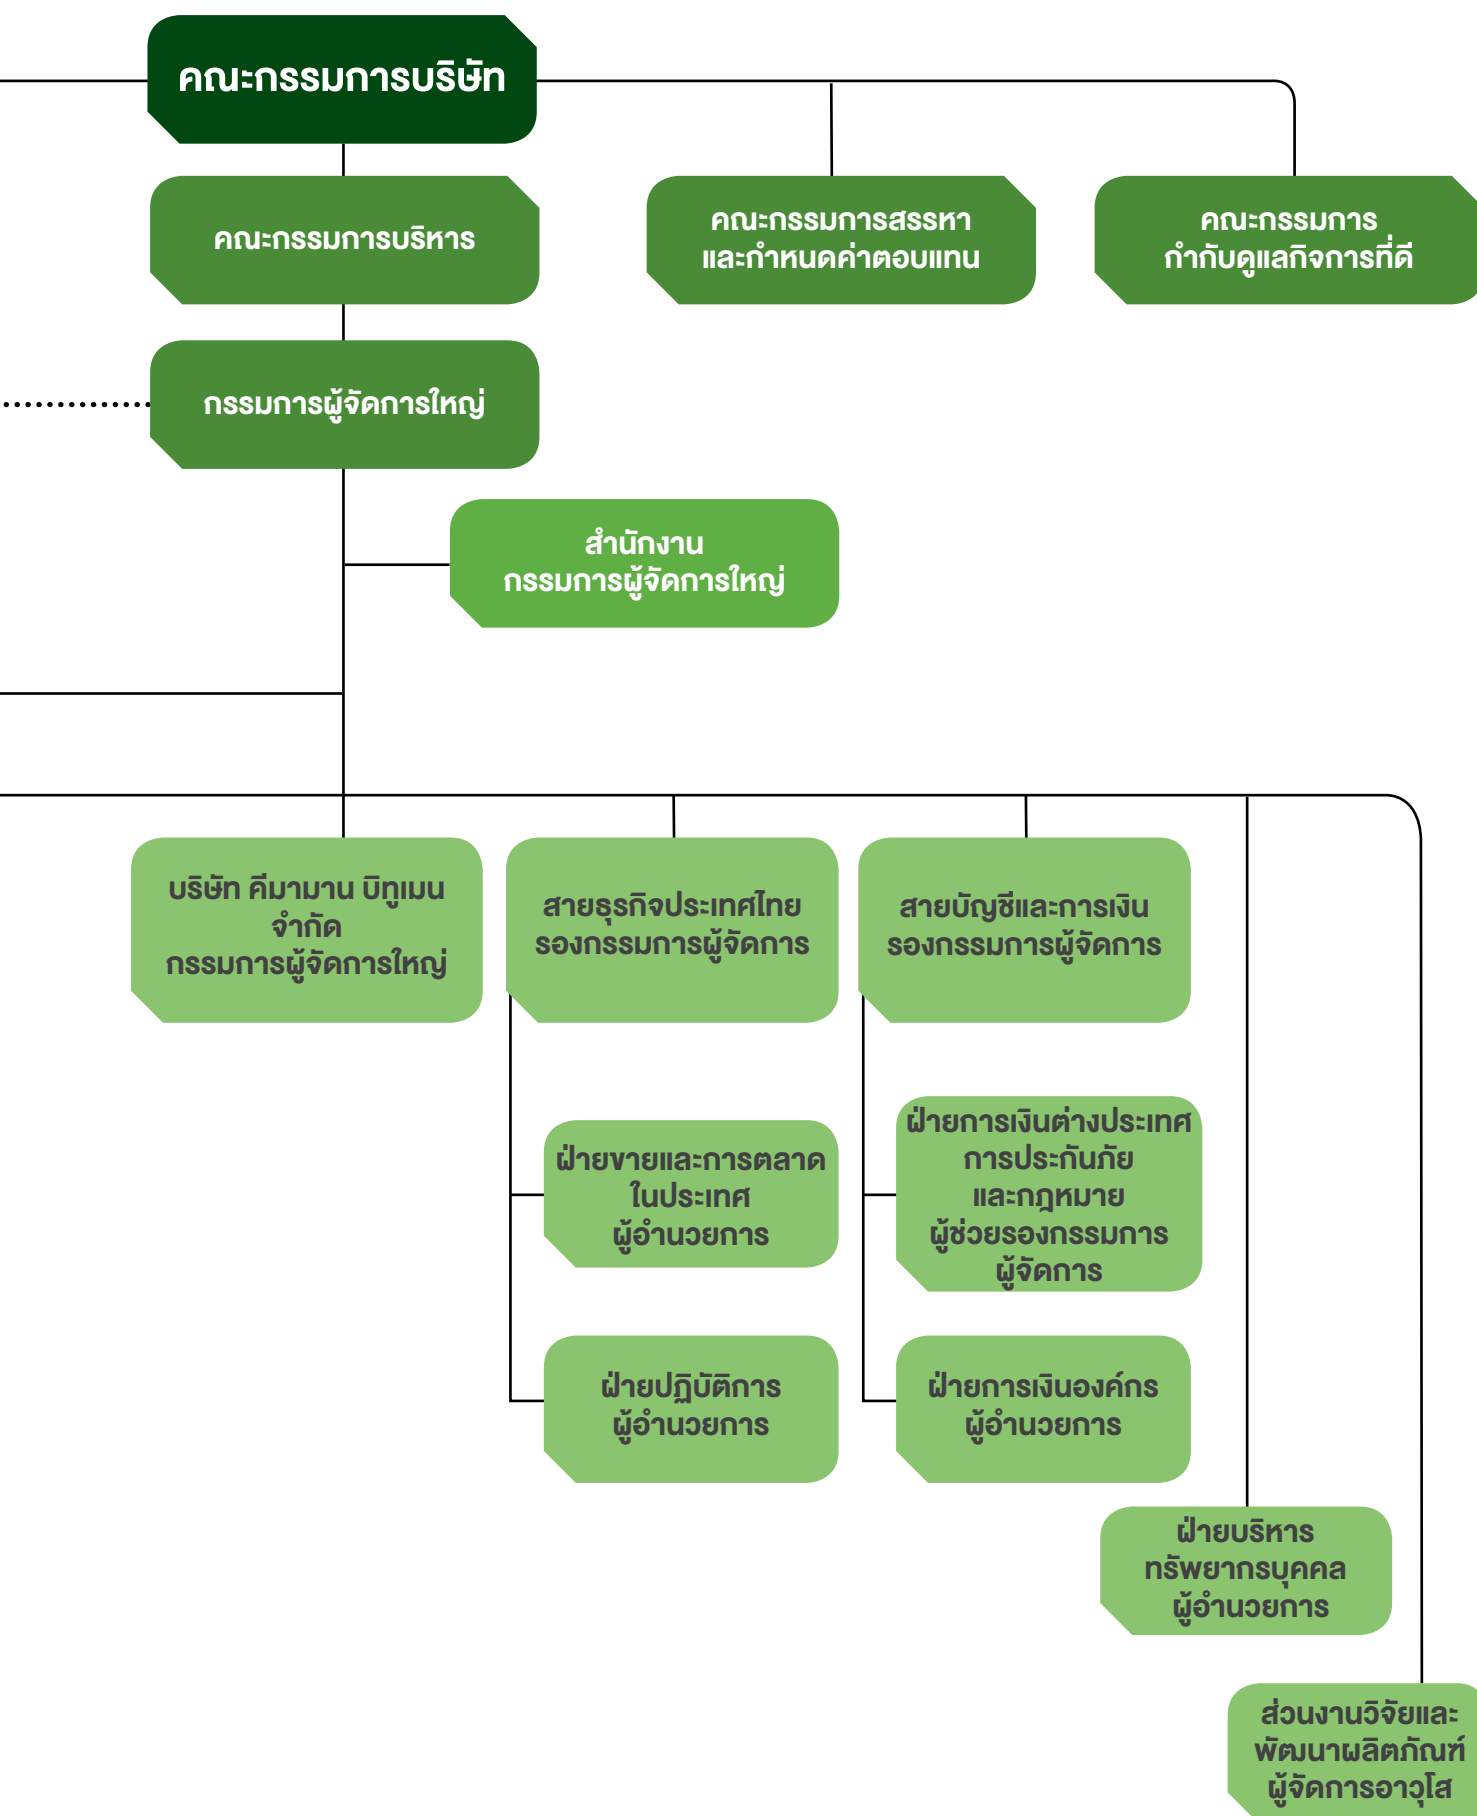 คณะกรรมการบริษัท
คณะกรรมการบริหาร
คณะกรรมการสรรหา
และกำหนดค่าตอบแทน
คณะกรรมการ
กำกับดูแลกิจการที่ดี
กรรมการผู้จัดการใหญ่
สำนักงาน
กรรมการผู้จัดการใหญ่
บริษัท คีมามาน บิทูเมน
จำกัด
กรรมการผู้จัดการใหญ่
สายธุรกิจประเทศไทย
รองกรรมการผู้จัดการ
สายบัญชีและการเงิน
รองกรรมการผู้จัดการ
ฝ่ายขายและการตลาด
ในประเทศ
ผู้อำนวยการ
ฝ่ายการเงินต่างประเทศ
การประกันภัย
และกฎหมาย
ผู้ช่วยรองกรรมการ
ผู้จัดการ
ฝ่ายปฏิบัติการ
ผู้อำนวยการ
ฝ่ายการเงินองค์กร
ผู้อำนวยการ
ฝ่ายบริหาร
ทรัพยากรบุคคล
ผู้อำนวยการ
ส่วนงานวิจัยและ
พัฒนาผลิตภัณฑ์
ผู้จัดการอาวุโส